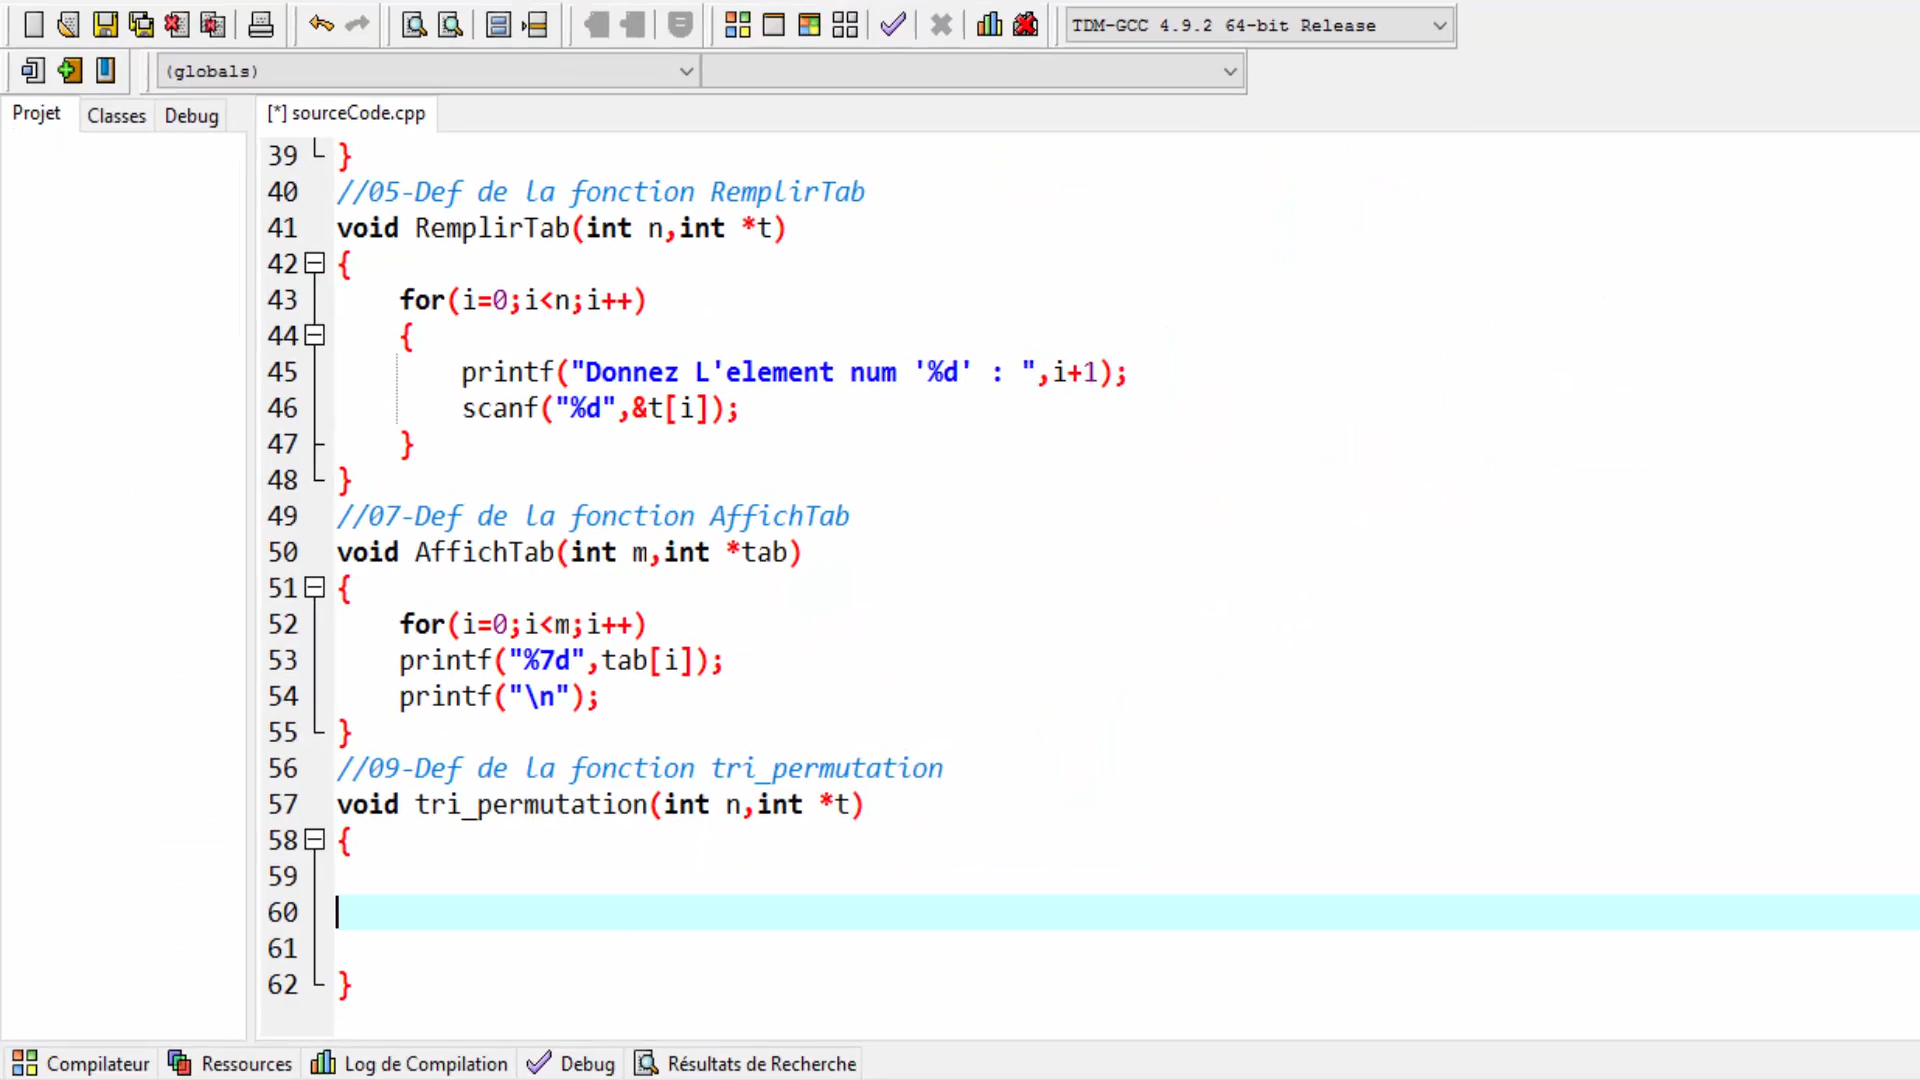 TDM-GCC 4.9.2 64-bit Release
(globals)
Projet Classes Debug [*] sourceCode.cpp
39 }
40 //05-Def de la fonction RemplirTab
41 void RemplirTab(int n,int *t)
42 {
43 for(i=0;i<n;i++)
44 {
45 printf("Donnez L'element num '%d' : ",i+1);
46 scanf("%d",&t[i]);
47 }
48 }
49 //07-Def de la fonction AffichTab
50 void AffichTab(int m,int *tab)
51 {
52 for(i=0;i<m;i++)
53 printf("%7d",tab[i]);
54 printf("\n");
55 }
56 //09-Def de la fonction tri_permutation
57 void tri_permutation(int n,int *t)
58 {
59
60
61
62 }
Compilateur Ressources Log de Compilation Debug Résultats de Recherche